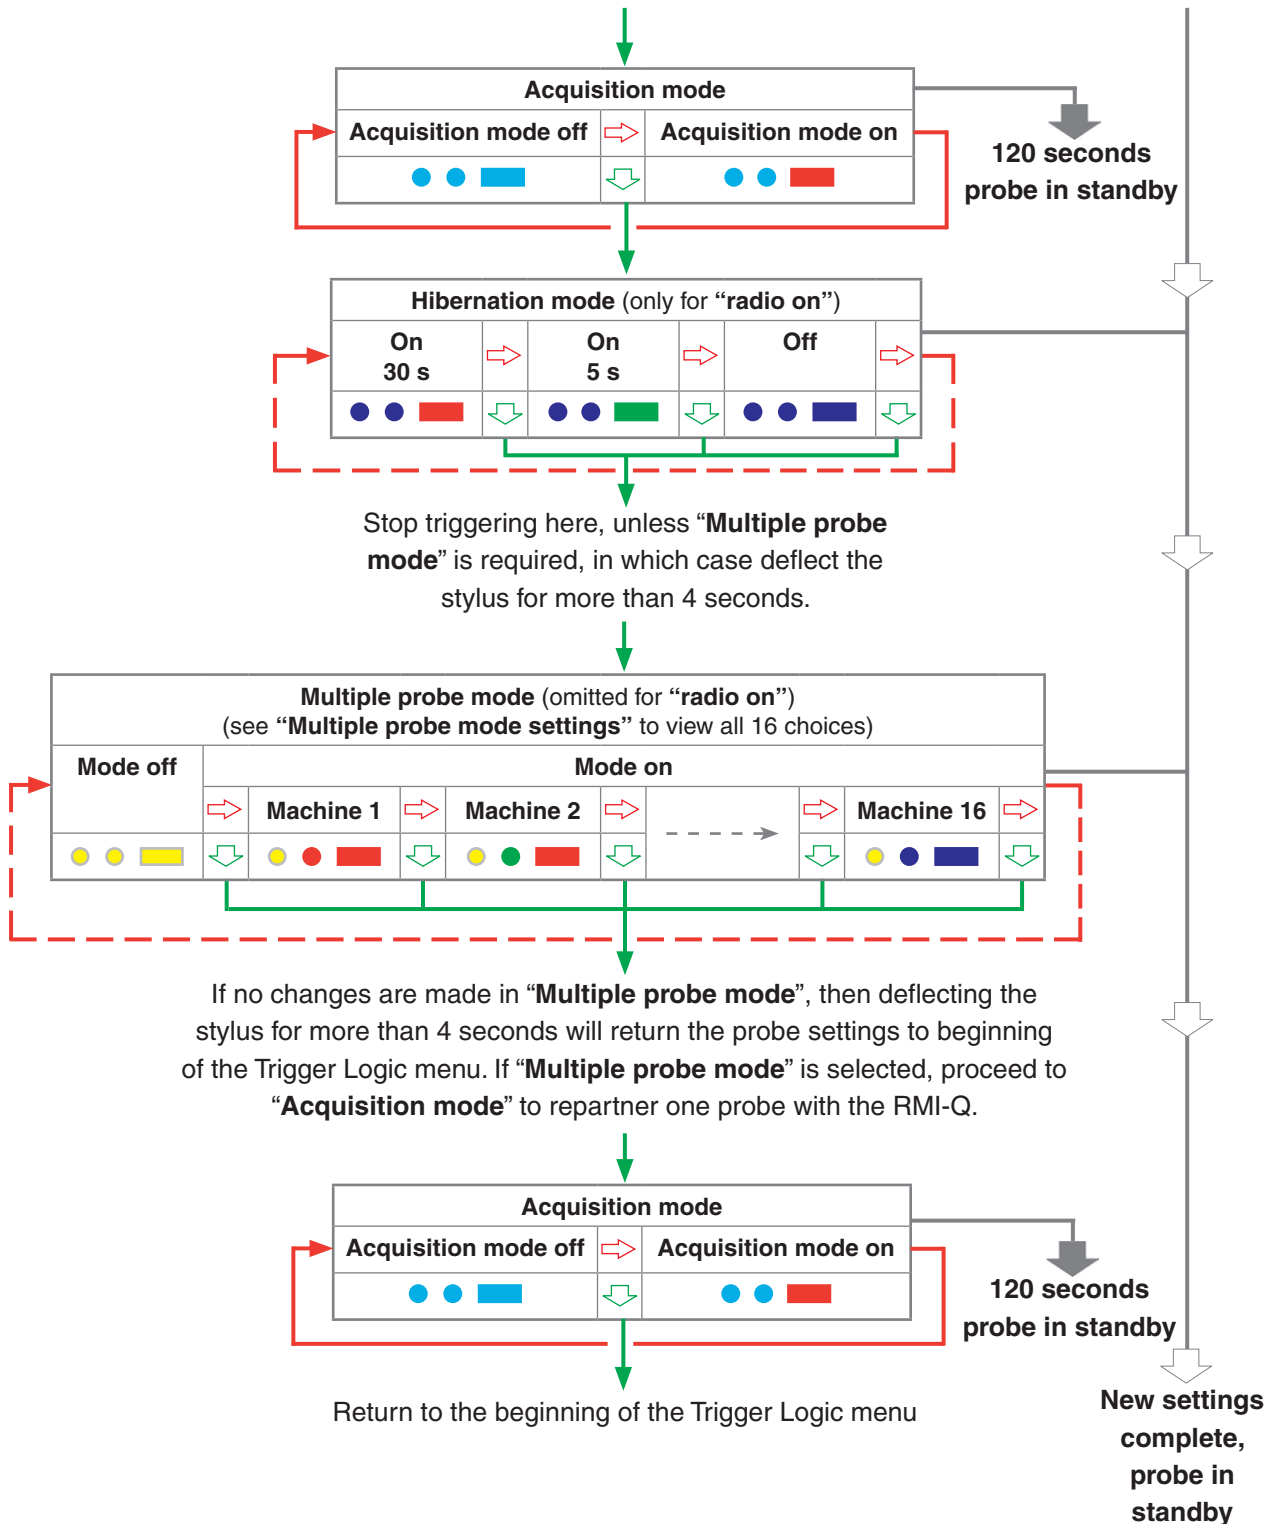 Acquisition mode
Acquisition mode off
Acquisition mode on
120 seconds
probe in standby
Hibernation mode (only for “radio on”)
On
30 s
On
5 s
Off
Stop triggering here, unless “Multiple probe
mode” is required, in which case deflect the
stylus for more than 4 seconds.
Multiple probe mode (omitted for “radio on”)
(see “Multiple probe mode settings” to view all 16 choices)
Mode off
Mode on
Machine 1
Machine 2
Machine 16
If no changes are made in “Multiple probe mode”, then deflecting the
stylus for more than 4 seconds will return the probe settings to beginning
of the Trigger Logic menu. If “Multiple probe mode” is selected, proceed to
“Acquisition mode” to repartner one probe with the RMI-Q.
Acquisition mode
Acquisition mode off
Acquisition mode on
120 seconds
probe in standby
Return to the beginning of the Trigger Logic menu
New settings
complete,
probe in
standby